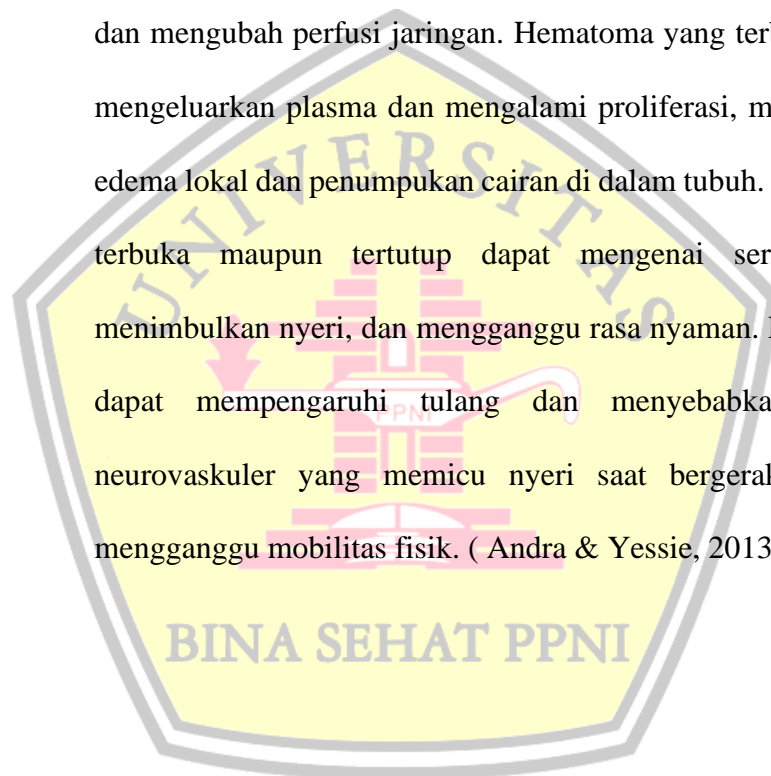 dan mengubah perfusi jaringan. Hematoma yang
mengeluarkan plasma dan mengalami proliferasi,
edema lokal dan penumpukan cairan di dalam tubuh.
terbuka maupun tertutup dapat mengenai
menimbulkan nyeri, dan mengganggu rasa nyaman.
dapat mempengaruhi tulang dan
neurovaskuler yang memicu nyeri saat
mengganggu mobilitas fisik. ( Andra & Yessie, 2013
UNIVERSITAS
PPNI
BINA SEHAT PPNI